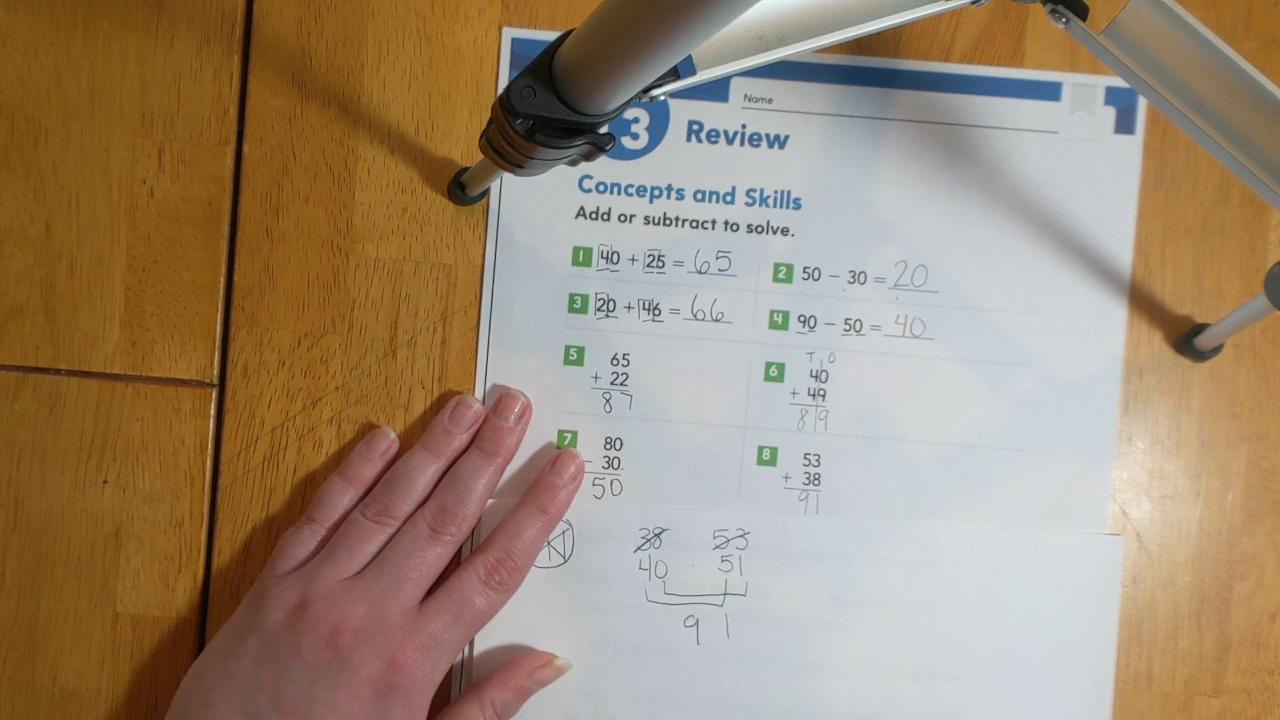 Name
3 Review
Concepts and Skills
Add or subtract to solve.
1 40 + 25 = 65
2 50 − 30 = 20
3 20 + 46 = 66
4 90 − 50 = 40
5 65
+ 22
87
6 T O
40
+ 49
89
7 80
− 30
50
8 53
+ 38
91
N
38 53
40 51
91